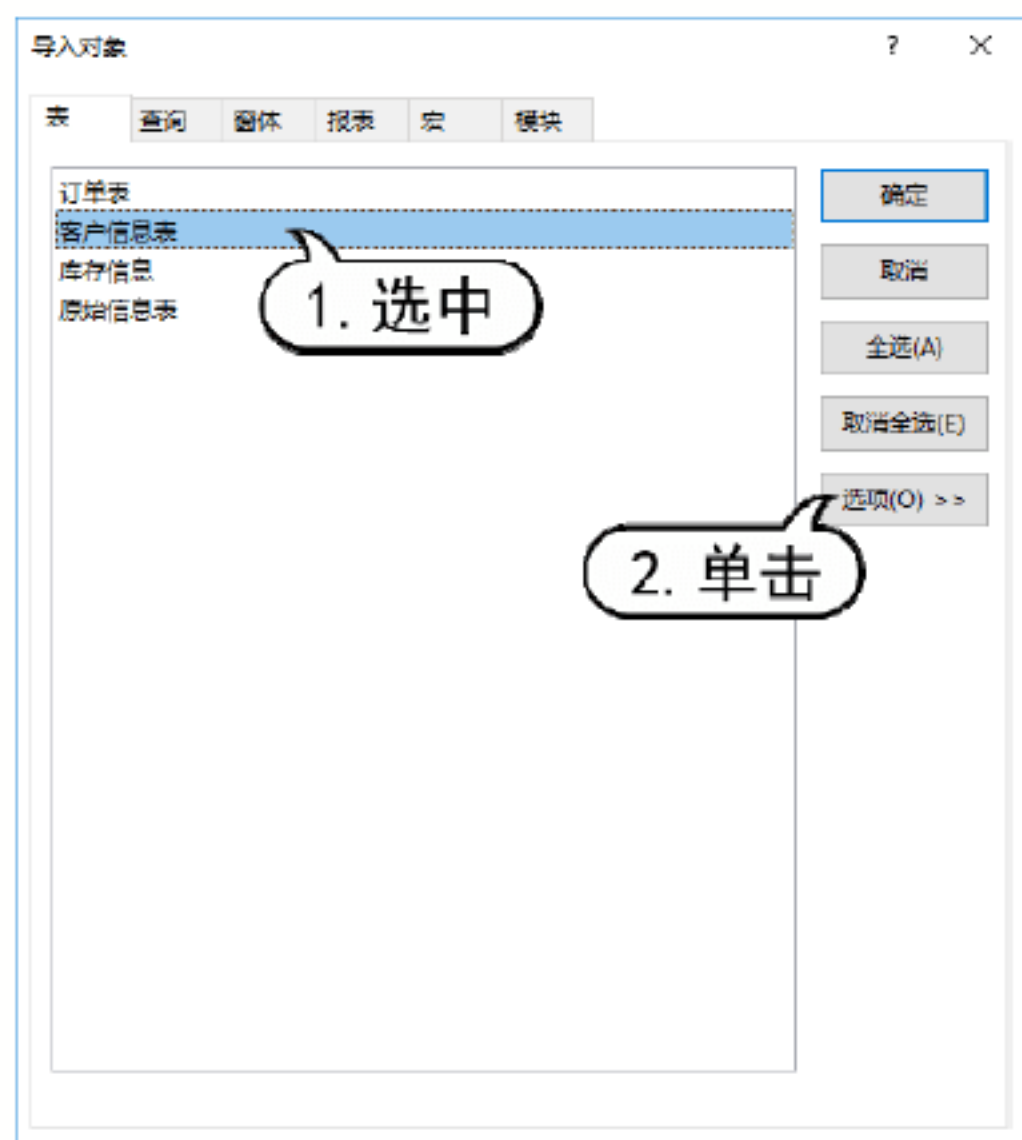 导入对象
表 查询 窗体 报表 宏 模块
订单表
客户信息表
库存信息
原始信息表
确定
取消
全选(A)
取消全选(E)
选项(O) >>
1. 选中
2. 单击